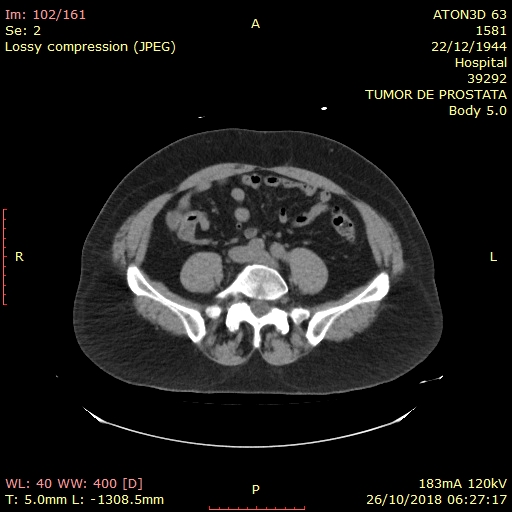 Im: 102/161
Se: 2
Lossy compression (JPEG)
A
ATON3D 63
1581
22/12/1944
Hospital
39292
TUMOR DE PROSTATA
Body 5.0
R
L
WL: 40 WW: 400 [D]
T: 5.0mm L: -1308.5mm
P
183mA 120kV
26/10/2018 06:27:17